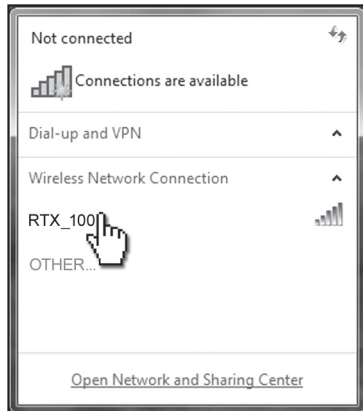 Not connected
Connections are available
Dial-up and VPN
Wireless Network Connection
RTX_100
OTHER...
Open Network and Sharing Center